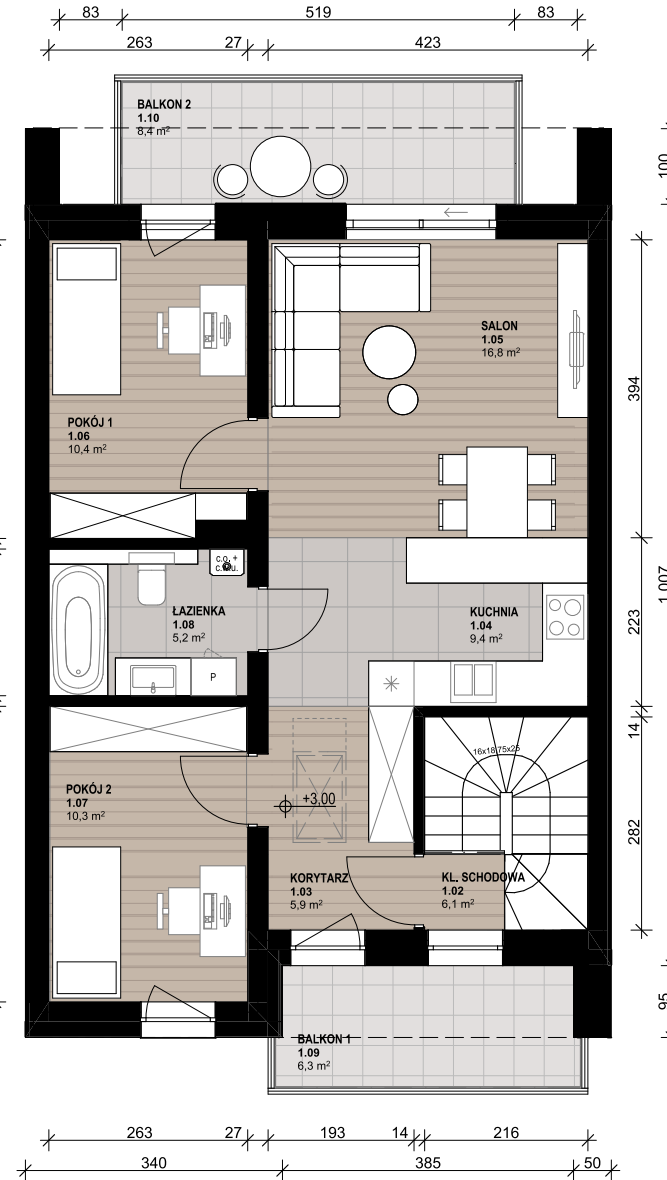 83 519 83
263 27 423
BALKON 2
1.10
8,4 m²
100
SALON
1.05
16,8 m²
394
POKÓJ 1
1.06
10,4 m²
c.o. +
c.w.u.
1 007
ŁAZIENKA
1.08
5,2 m²
KUCHNIA
1.04
9,4 m²
223
P
14
16x18,75x25
POKÓJ 2
1.07
10,3 m²
+3,00
282
KORYTARZ
1.03
5,9 m²
KL. SCHODOWA
1.02
6,1 m²
95
BALKON 1
1.09
6,3 m²
263 27 193 14 216
340 385 50